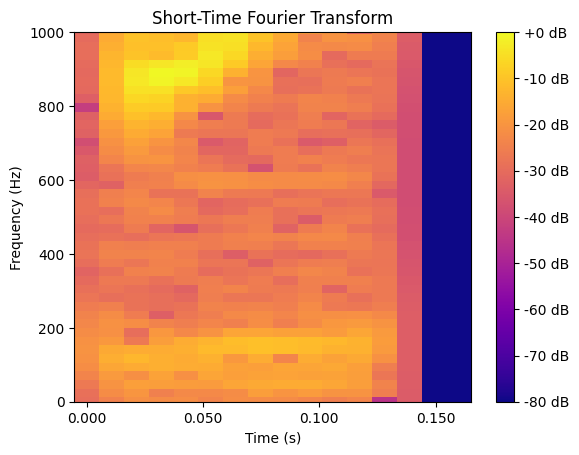 Short-Time Fourier Transform
Frequency (Hz)
1000
800
600
400
200
0
0.000
0.050
0.100
0.150
Time (s)
+0 dB
-10 dB
-20 dB
-30 dB
-40 dB
-50 dB
-60 dB
-70 dB
-80 dB